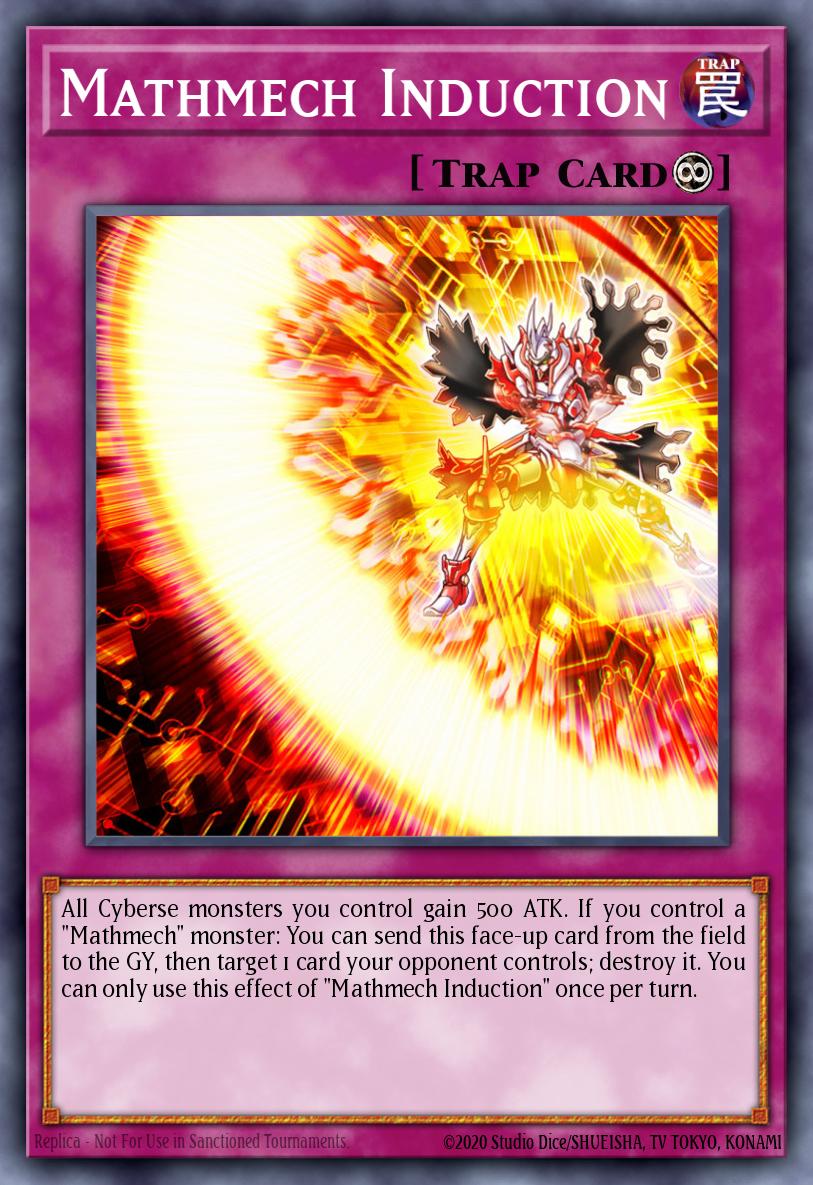 MATHMECH INDUCTION
TRAP
罠
[ TRAP CARD ]
All Cyberse monsters you control gain 500 ATK. If you control a
"Mathmech" monster: You can send this face-up card from the field
to the GY, then target 1 card your opponent controls; destroy it. You
can only use this effect of "Mathmech Induction" once per turn.
Replica - Not For Use in Sanctioned Tournaments.
©2020 Studio Dice/SHUEISHA, TV TOKYO, KONAMI